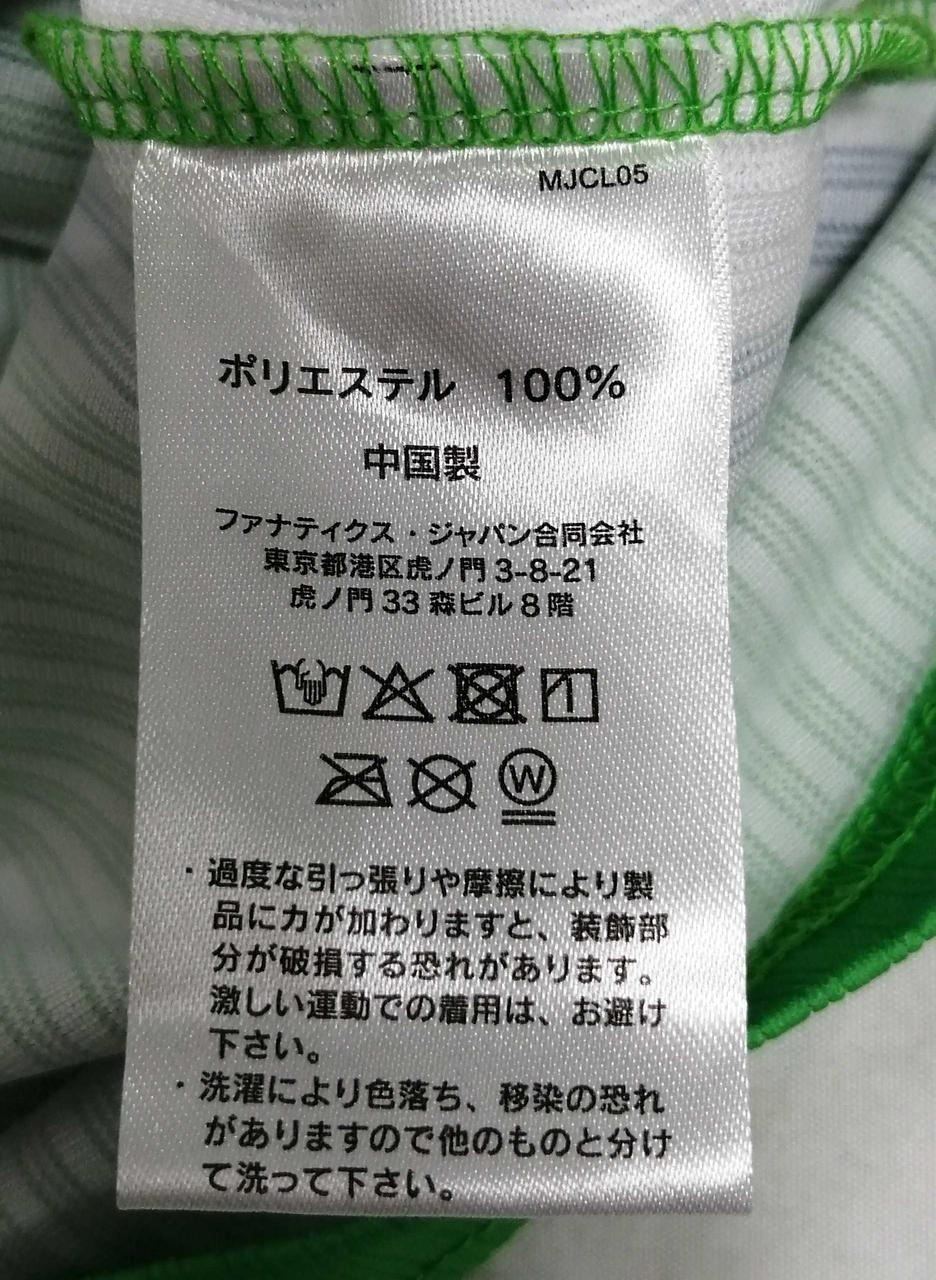 MJCL05
ポリエステル 100%
中国製
ファナティクス・ジャパン合同会社
東京都港区虎ノ門 3-8-21
虎ノ門 33 森ビル 8 階
W
・過度な引っ張りや摩擦により製
品に力が加わりますと、装飾部
分が破損する恐れがあります。
激しい運動での着用は、お避け
下さい。
・洗濯により色落ち、移染の恐れ
がありますので他のものと分け
て洗って下さい。